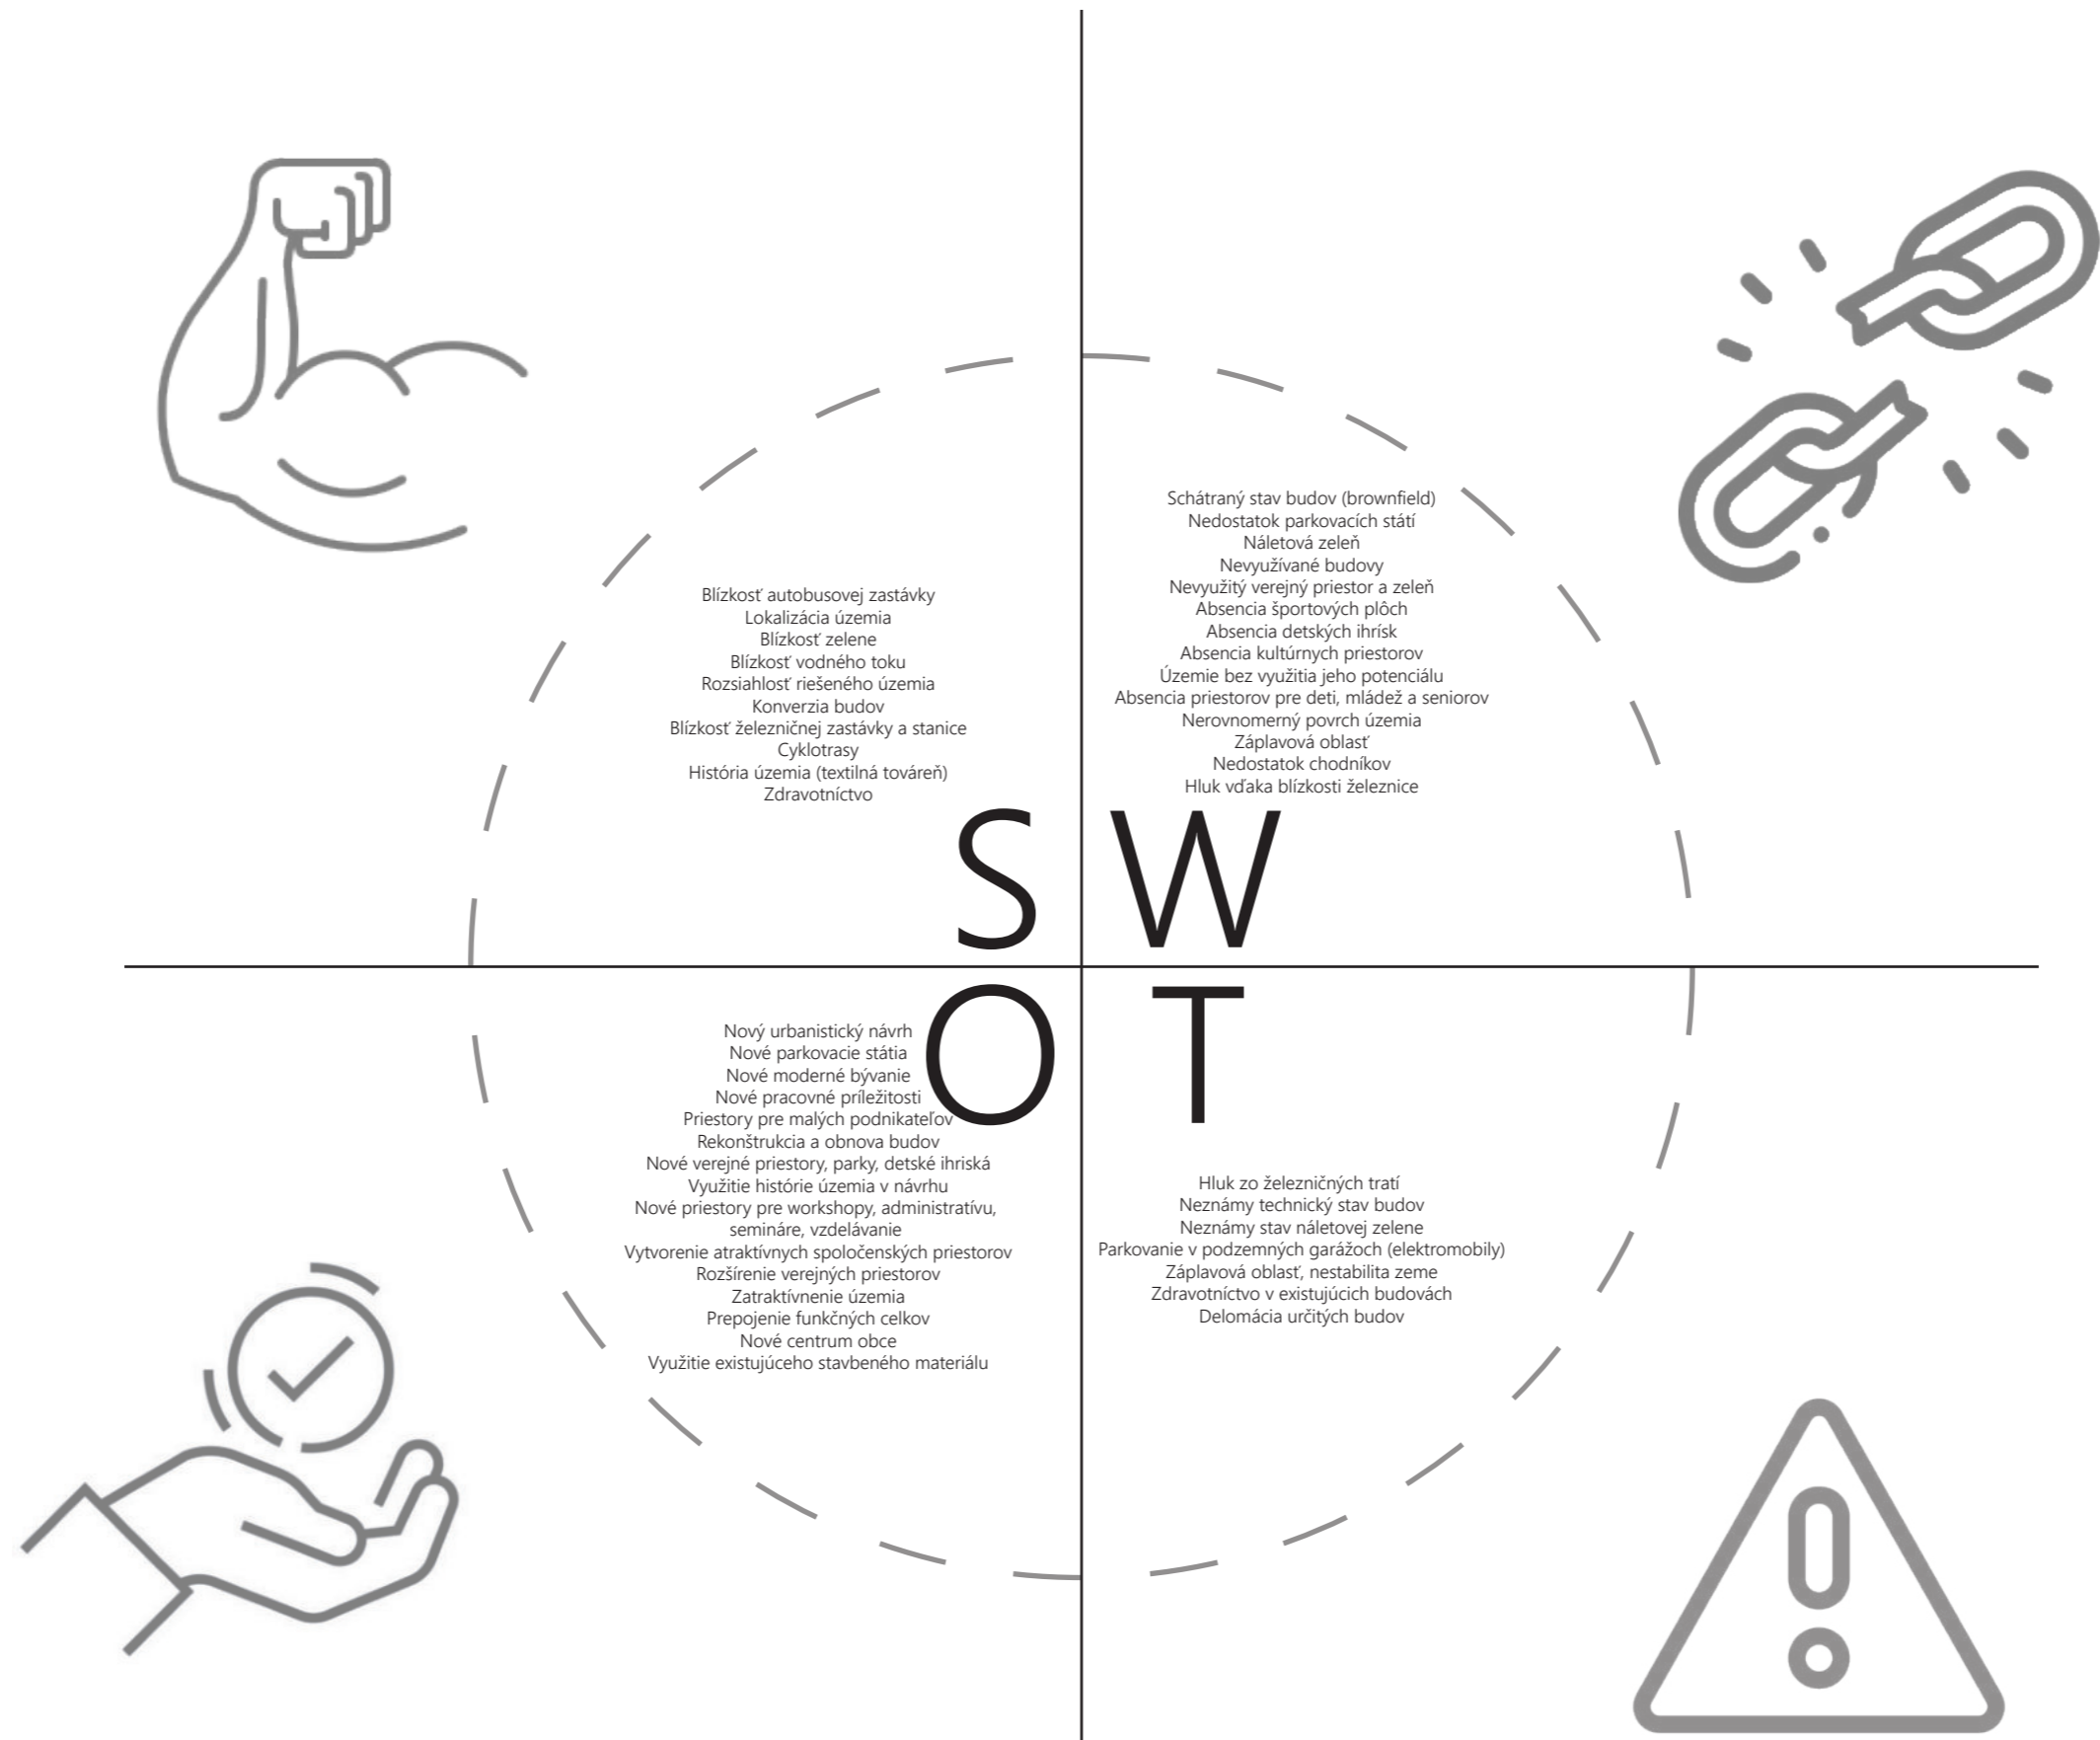 Blízkosť autobusovej zastávky
Lokalizácia územia
Blízkosť zelene
Blízkosť vodného toku
Rozsiahlosť riešeného územia
Konverzia budov
Blízkosť železničnej zastávky a stanice
Cyklotrasy
História územia (textilná továreň)
Zdravotníctvo
S
Schátraný stav budov (brownfield)
Nedostatok parkovacích státí
Náletová zeleň
Nevyužívané budovy
Nevyužitý verejný priestor a zeleň
Absencia športových plôch
Absencia detských ihrísk
Absencia kultúrnych priestorov
Územie bez využitia jeho potenciálu
Absencia priestorov pre deti, mládež a seniorov
Nerovnomerný povrch územia
Záplavová oblasť
Nedostatok chodníkov
Hluk vďaka blízkosti železnice
W
O
Nový urbanistický návrh
Nové parkovacie státia
Nové moderné bývanie
Nové pracovné príležitosti
Priestory pre malých podnikateľov
Rekonštrukcia a obnova budov
Nové verejné priestory, parky, detské ihriská
Využitie histórie územia v návrhu
Nové priestory pre workshopy, administratívu,
semináre, vzdelávanie
Vytvorenie atraktívnych spoločenských priestorov
Rozšírenie verejných priestorov
Zatraktívnenie územia
Prepojenie funkčných celkov
Nové centrum obce
Využitie existujúceho stavbeného materiálu
T
Hluk zo železničných tratí
Neznámy technický stav budov
Neznámy stav náletovej zelene
Parkovanie v podzemných garážoch (elektromobily)
Záplavová oblasť, nestabilita zeme
Zdravotníctvo v existujúcich budovách
Delomácia určitých budov